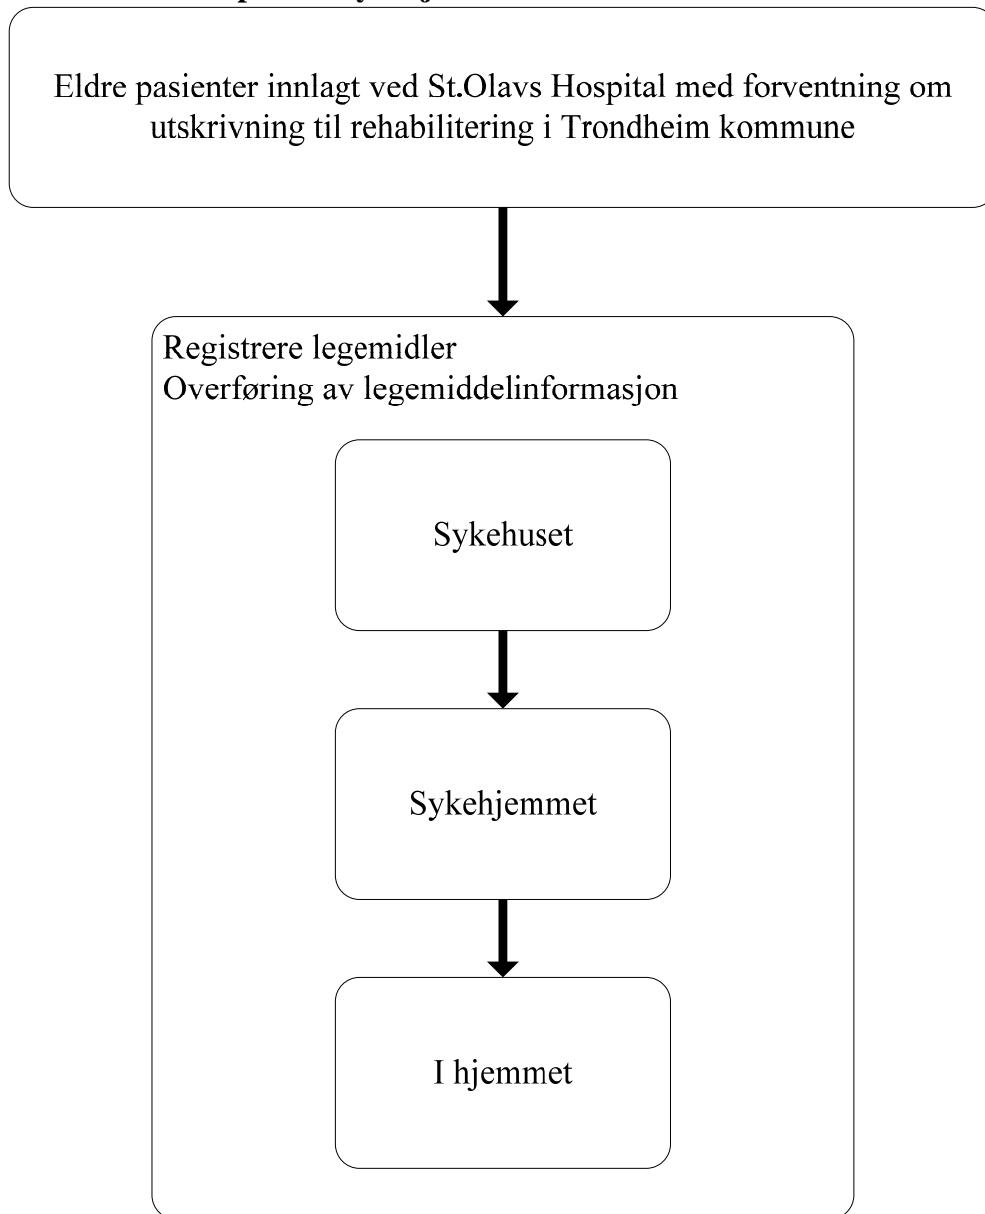 Eldre pasienter innlagt ved St.Olavs Hospital med forventning om
utskrivning til rehabilitering i Trondheim kommune
Registrere legemidler
Overføring av legemiddelinformasjon
Sykehuset
Sykehjemmet
I hjemmet